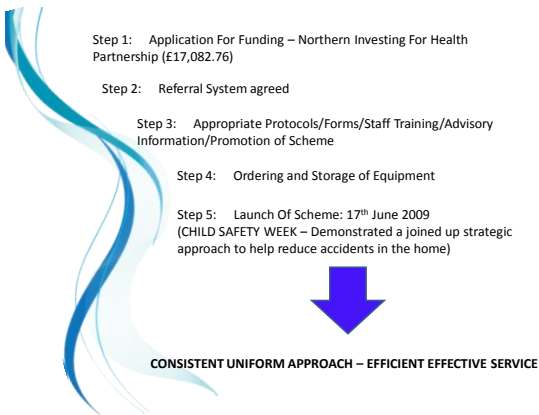 Step 1: Application For Funding – Northern Investing For Health
Partnership (£17,082.76)
Step 2: Referral System agreed
Step 3: Appropriate Protocols/Forms/Staff Training/Advisory
Information/Promotion of Scheme
Step 4: Ordering and Storage of Equipment
Step 5: Launch Of Scheme: 17th June 2009
(CHILD SAFETY WEEK – Demonstrated a joined up strategic
approach to help reduce accidents in the home)
CONSISTENT UNIFORM APPROACH – EFFICIENT EFFECTIVE SERVICE